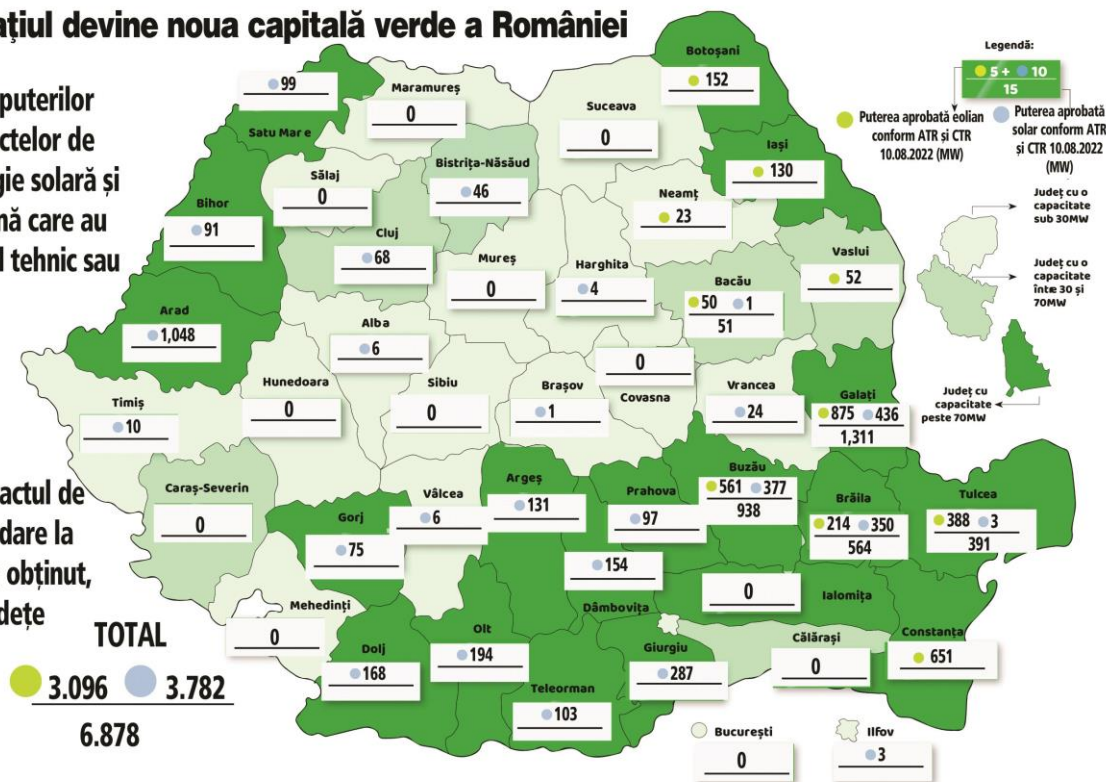 ațiul devine noua capitală verde a României
puterilor
ctelor de
gie solară și
nă care au
l tehnic sau
actul de
dare la
obținut,
dețe
TOTAL
3.096 3.782
6.878
Legendă:
5 + 10
15
Puterea aprobată eolian
conform ATR și CTR
10.08.2022 (MW)
Puterea aprobată
solar conform ATR
și CTR 10.08.2022
(MW)
Județ cu o
capacitate
sub 30MW
Județ cu o
capacitate
între 30 și
70MW
Județ cu
capacitate
peste 70MW
99
Satu Mare
Maramureș
0
Suceava
0
Botoșani
152
Iași
130
Bihor
91
Sălaj
0
Bistrița-Năsăud
46
Neamț
23
Cluj
68
Mureș
0
Harghita
4
Bacău
50 1
51
Vaslui
52
Arad
1,048
Alba
6
Timiș
10
Hunedoara
0
Sibiu
0
Brașov
1
0
Covasna
Vrancea
24
Galați
875 436
1,311
Caraș-Severin
0
Gorj
75
Vâlcea
6
Argeș
131
Prahova
97
Buzău
561 377
938
Brăila
214 350
564
Tulcea
388 3
391
154
Dâmbovița
0
Ialomița
Mehedinți
0
Dolj
168
Olt
194
Teleorman
103
Giurgiu
287
Călărași
0
Constanța
651
București
0
Ilfov
3